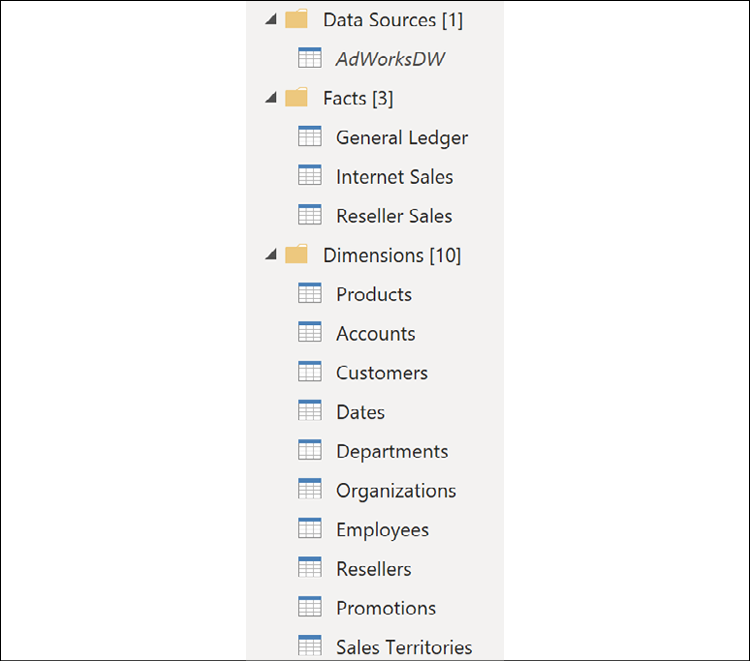 Data Sources [1]
AdWorksDW
Facts [3]
General Ledger
Internet Sales
Reseller Sales
Dimensions [10]
Products
Accounts
Customers
Dates
Departments
Organizations
Employees
Resellers
Promotions
Sales Territories